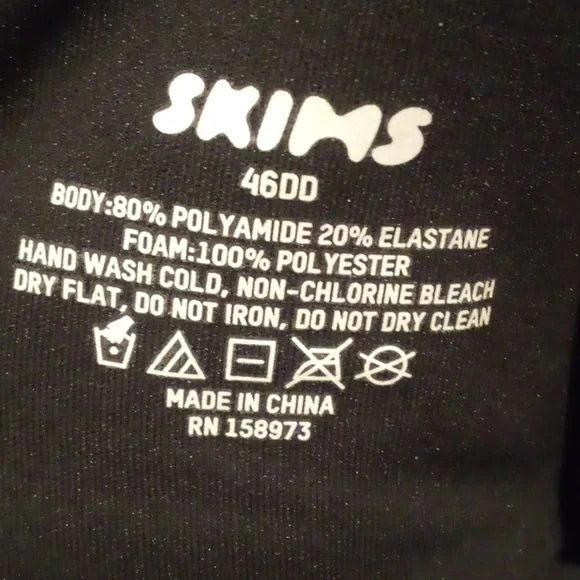 SKIMS
46DD
BODY:80% POLYAMIDE 20% ELASTANE
FOAM:100% POLYESTER
HAND WASH COLD, NON-CHLORINE BLEACH
DRY FLAT, DO NOT IRON, DO NOT DRY CLEAN
MADE IN CHINA
RN 158973